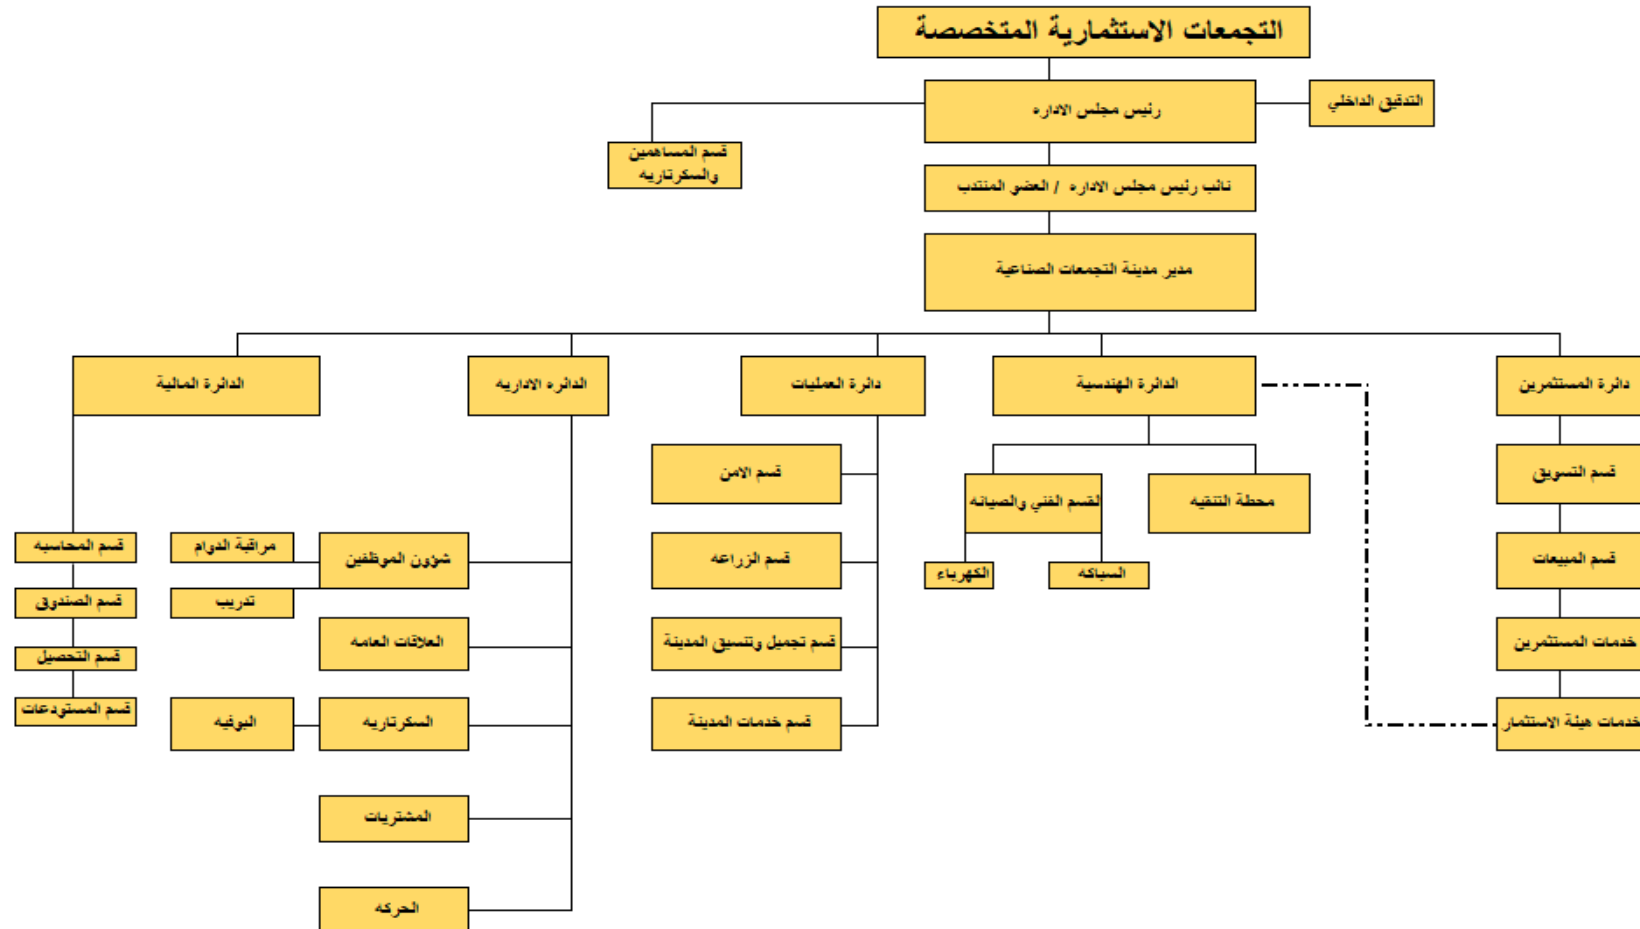 التجمعات الاستثمارية المتخصصة
رئيس مجلس الاداره
التدقيق الداخلي
قسم المساهمين
والسكرتاريه
نائب رئيس مجلس الاداره / العضو المنتدب
مدير مدينة التجمعات الصناعية
دائرة المستثمرين
الدائرة الهندسية
دائرة العمليات
الدائره الاداريه
الدائرة المالية
قسم التسويق
قسم المبيعات
خدمات المستثمرين
خدمات هيئة الاستثمار
محطة التنقيه
لقسم الفني والصيانه
السباكه
الكهرباء
قسم الامن
قسم الزراعه
قسم تجميل وتنسيق المدينة
قسم خدمات المدينة
شؤون الموظفين
مراقبة الدوام
تدريب
العلاقات العامه
السكرتاريه
البوفيه
المشتريات
الحركه
قسم المحاسبه
قسم الصندوق
قسم التحصيل
قسم المستودعات